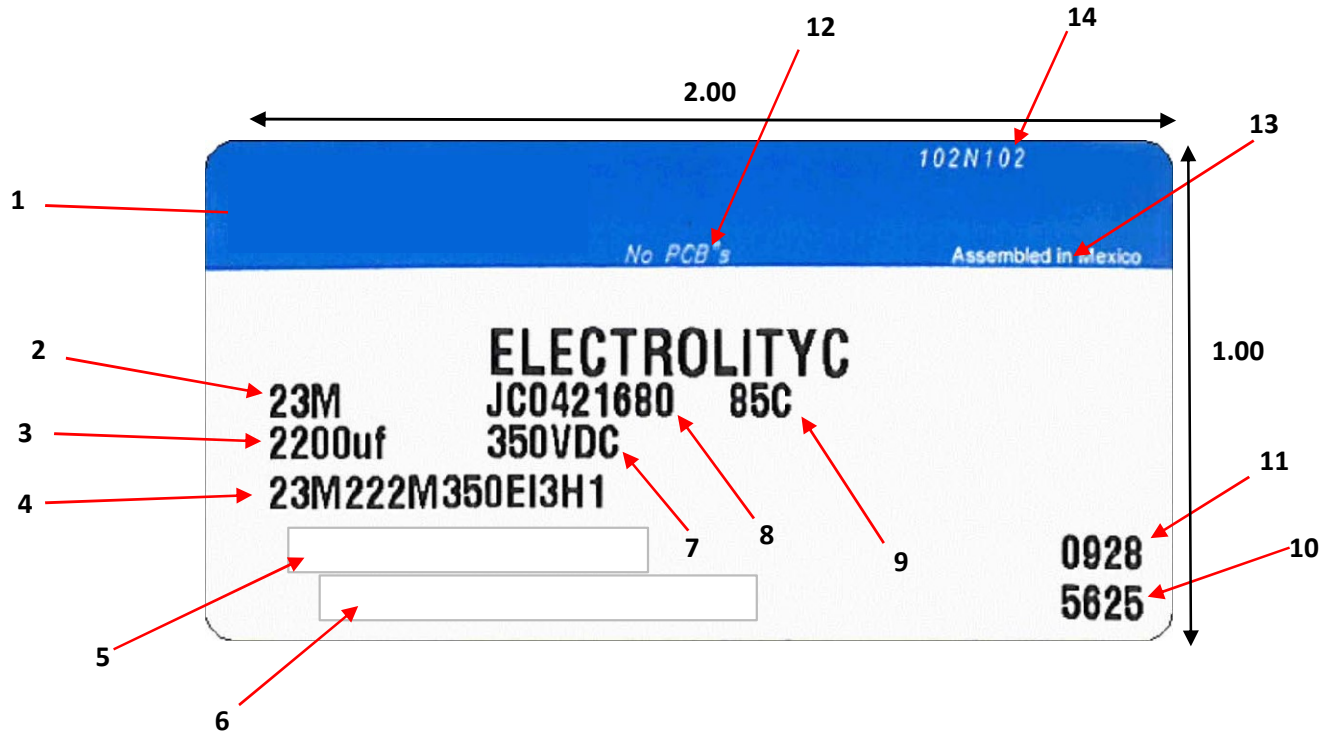 12
14
2.00
13
102N102
1
No PCB"s
Assembled in Mexico
ELECTROLITYC
2
1.00
23M JC0421680 85C
3
2200uf 350VDC
11
4
23M222M350EI3H1
7
8
9
0928
10
5625
5
6